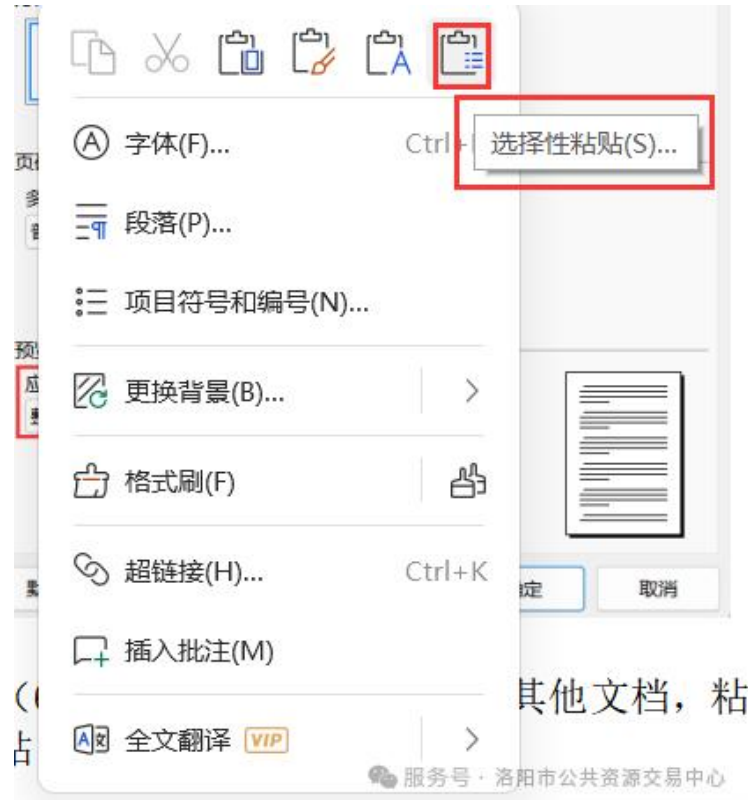 字体(F)...
Ctrl+
选择性粘贴(S)...
段落(P)...
项目符号和编号(N)...
更换背景(B)...
格式刷(F)
超链接(H)...
Ctrl+K
定
取消
插入批注(M)
其他文档，粘
全文翻译 VIP
服务号 · 洛阳市公共资源交易中心